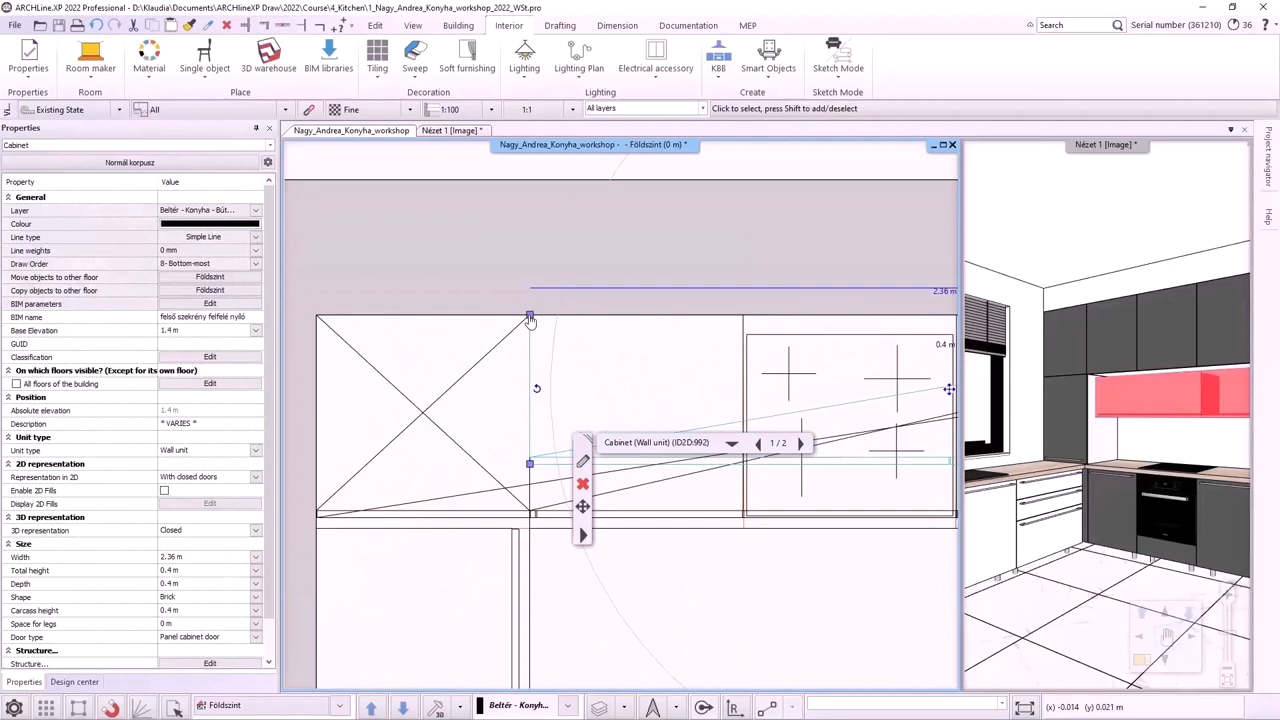 ARCHLine.XP 2022 Professional - C:\Klaudia\Documents\ARCHlineXP Draw\2022\Course\4_Kitchen\1_Nagy_Andrea_Konyha_workshop_2022_WSt.pro
File
Edit View Building Interior Drafting Dimension Documentation MEP
Search
Serial number (361210) 36
Properties Room maker Material Single object 3D warehouse BIM libraries Tiling Sweep Soft furnishing Lighting Lighting Plan Electrical accessory KBB Smart Objects Sketch Mode
Properties Room Place Decoration Lighting Create Sketch Mode
Existing State All Fine 1:100 1:1 All layers Click to select, press Shift to add/deselect
Properties
Nagy_Andrea_Konyha_workshop Nézet 1 [Image] *
Cabinet
Nagy_Andrea_Konyha_workshop - - Földszint (0 m) *
Nézet 1 [Image] *
Project navigator
Help
Normál korpusz
Property Value
General
Layer Beltér - Konyha - Bút...
Colour
Line type Simple Line
Line weights 0 mm
Draw Order 8- Bottom-most
Move objects to other floor Földszint
Copy objects to other floor Földszint
BIM parameters Edit
BIM name felső szekrény felfelé nyíló
Base Elevation 1.4 m
GUID
Classification Edit
On which floors visible? (Except for its own floor)
All floors of the building Edit
Position
Absolute elevation 1.4 m
Description * VARIES *
Unit type
Unit type Wall unit
2D representation
Representation in 2D With closed doors
Enable 2D Fills
Display 2D Fills Edit
3D representation
3D representation Closed
Size
Width 2.36 m
Total height 0.4 m
Depth 0.4 m
Shape Brick
Carcass height 0.4 m
Space for legs 0 m
Door type Panel cabinet door
Structure...
Structure... Edit
Properties Design center
2.36 m
0.4 m
Cabinet (Wall unit) (ID2D:992) 1 / 2
Földszint
Beltér - Konyh...
(x) -0.014 (y) 0.021 m